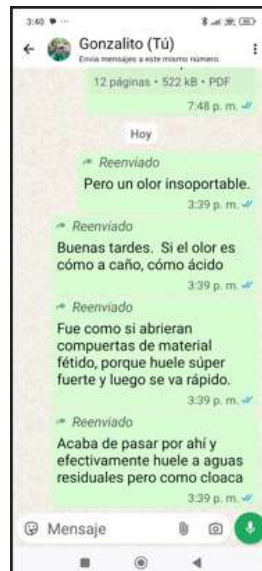 3:40
Gonzalito (Tú)
Envía mensajes a este mismo número.
12 páginas • 522 kB • PDF
7:48 p. m.
Hoy
Reenviado
Pero un olor insoportable.
3:39 p. m.
Reenviado
Buenas tardes. Si el olor es
cómo a caño, cómo ácido
3:39 p. m.
Reenviado
Fue como si abrieran
compuertas de material
fétido, porque huele súper
fuerte y luego se va rápido.
3:39 p. m.
Reenviado
Acaba de pasar por ahí y
efectivamente huele a aguas
residuales pero como cloaca
3:39 p. m.
Mensaje